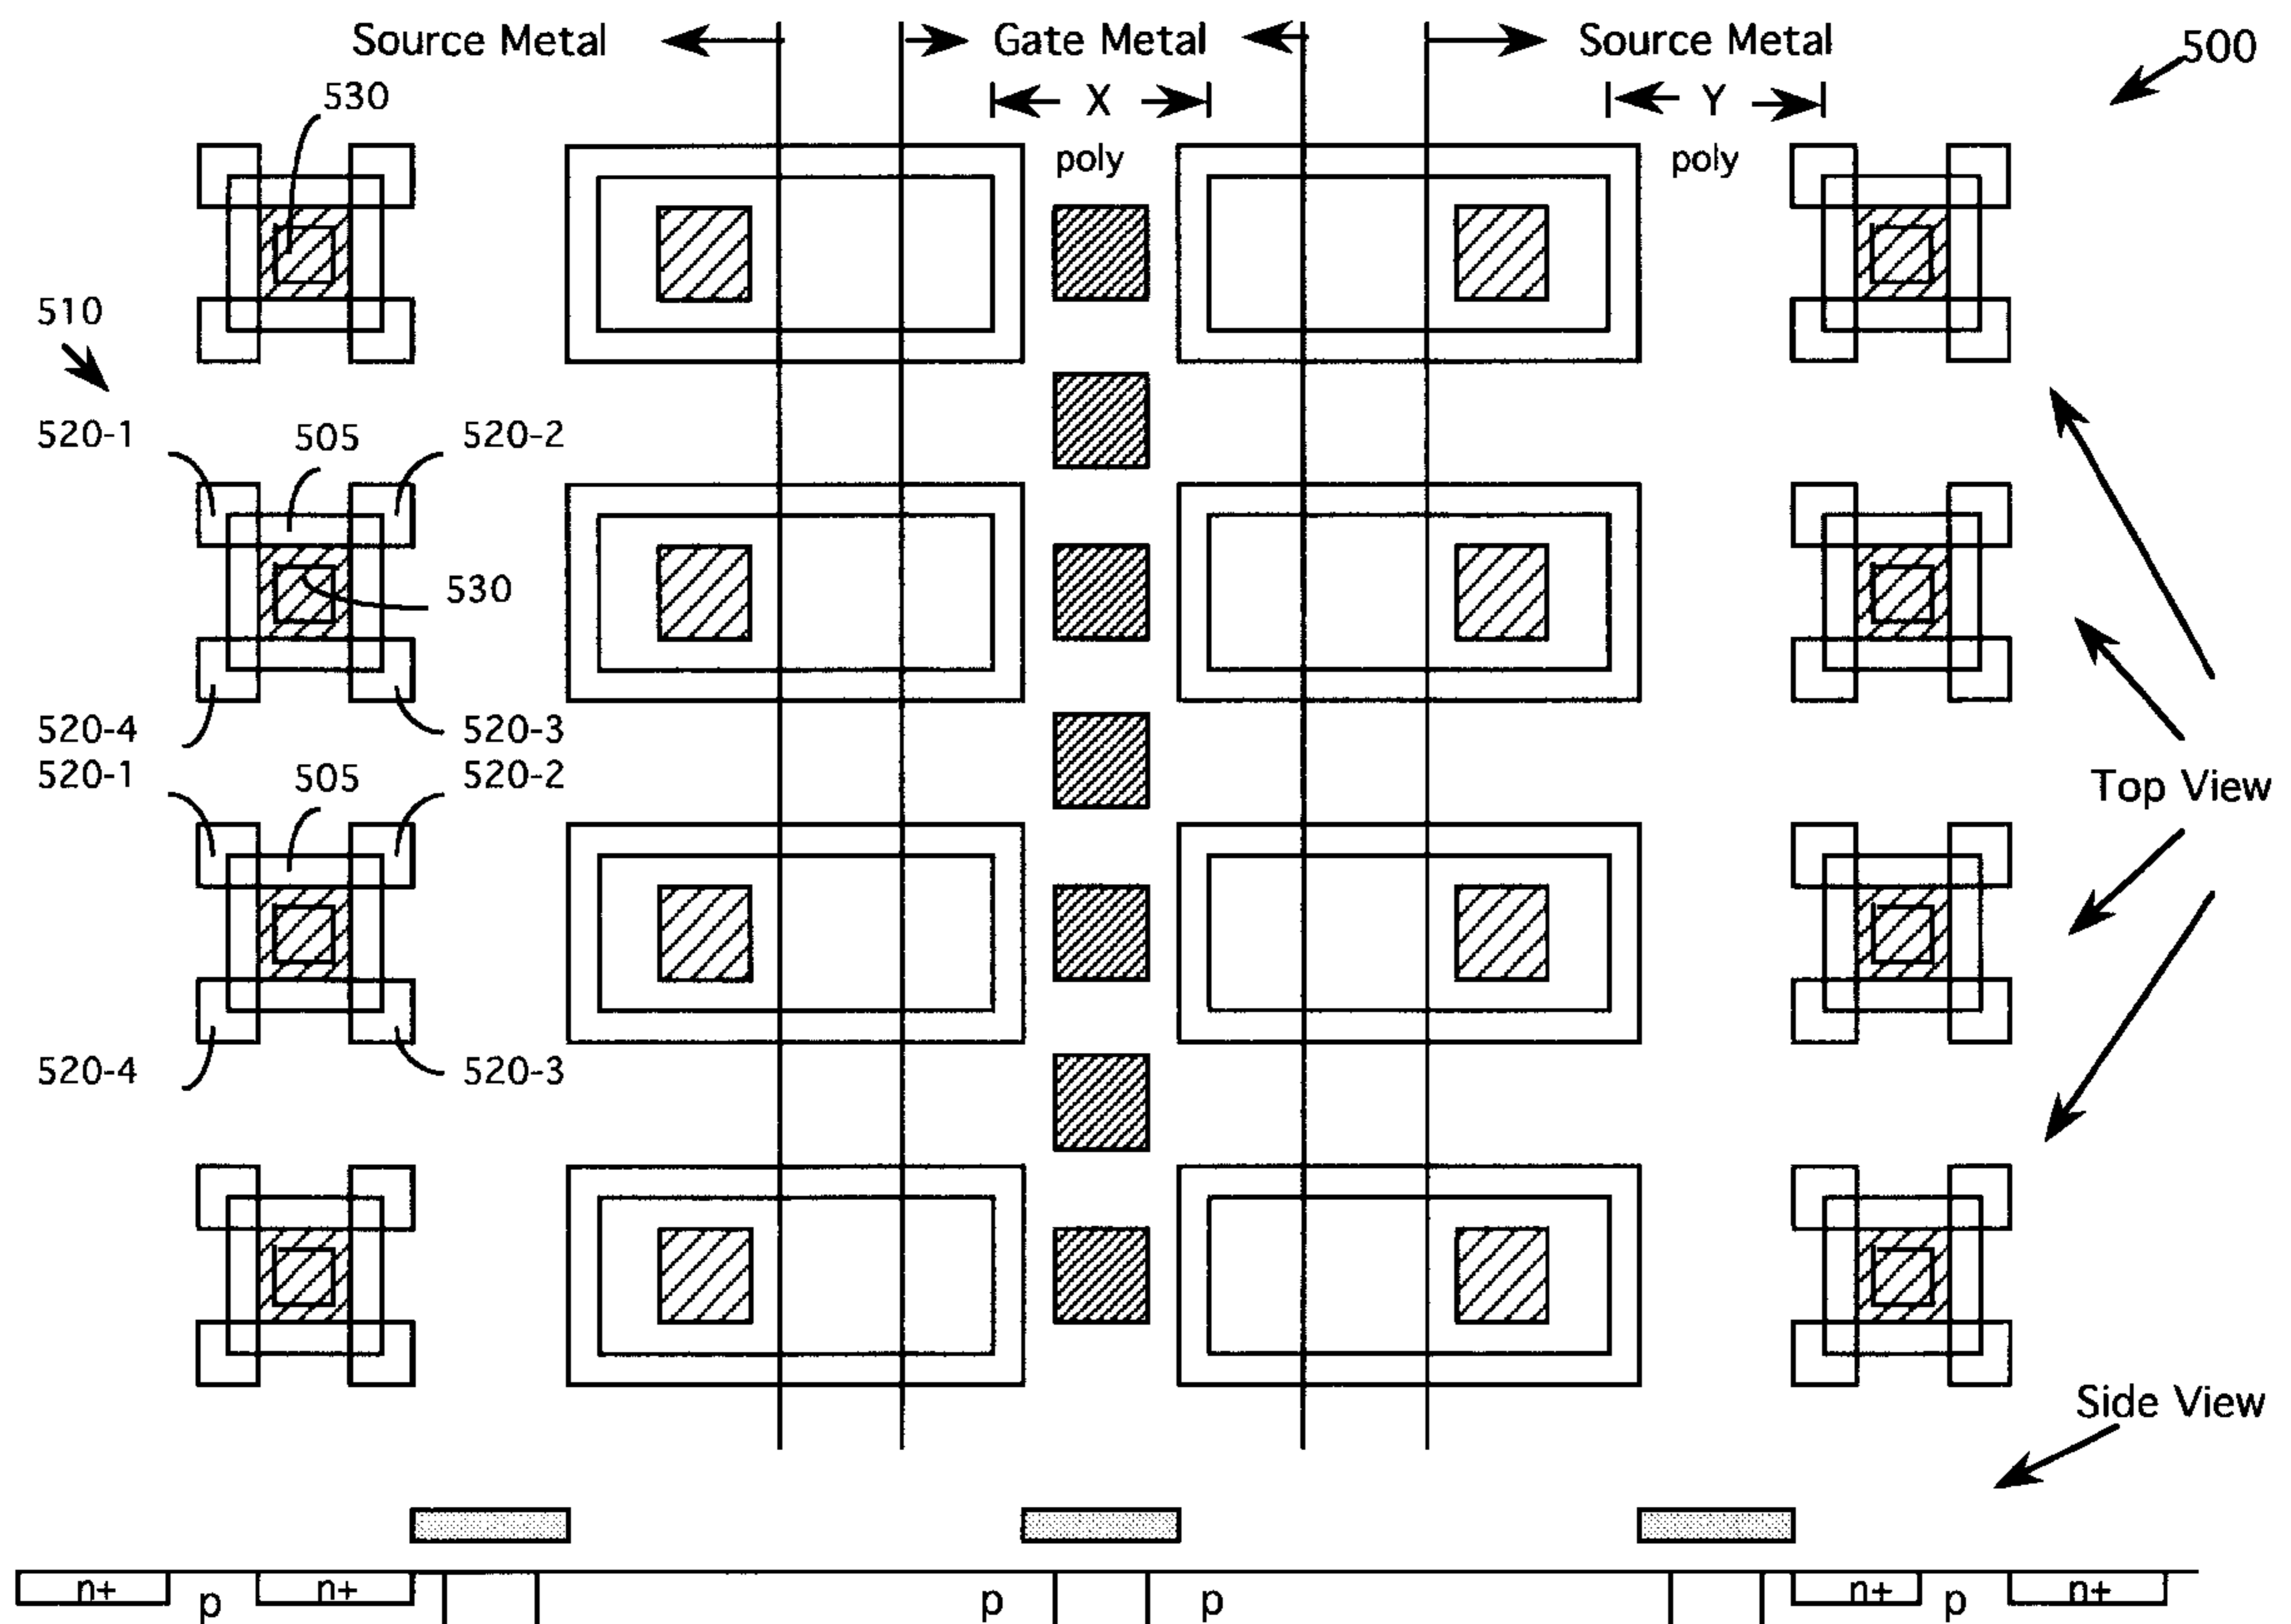 Source Metal Gate Metal Source Metal
500
530
X Y
poly poly
510
520-1 505 520-2
530
520-4 520-3
520-1 505 520-2
Top View
520-4 520-3
Side View
n+ p n+ p p n+ p n+